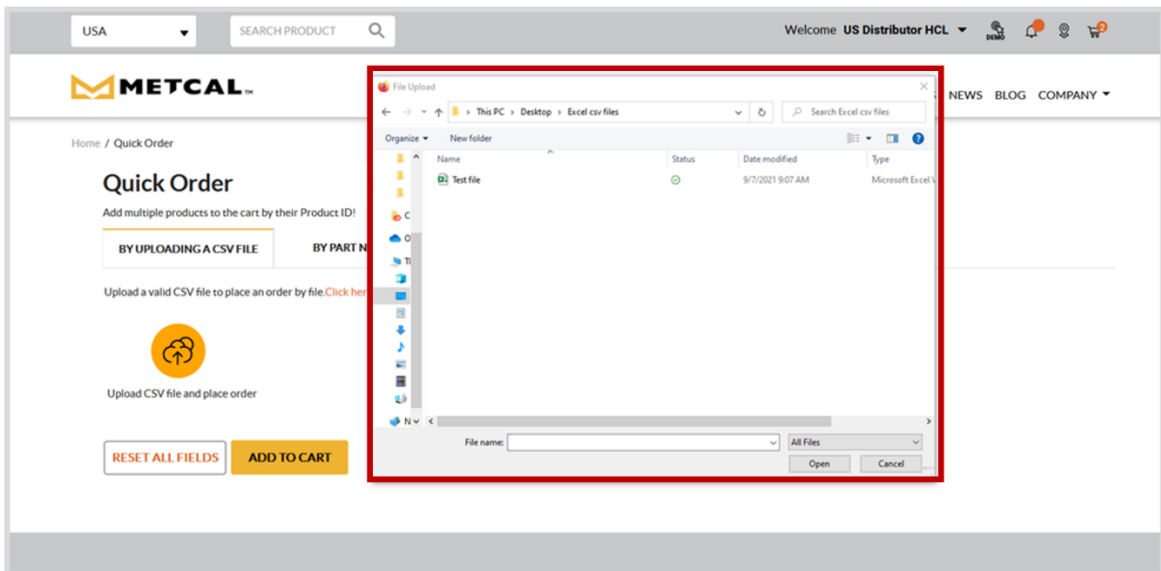 USA
SEARCH PRODUCT
Welcome US Distributor HCL
DEMO
2
METCAL™
NEWS BLOG COMPANY
Home / Quick Order
Quick Order
Add multiple products to the cart by their Product ID!
BY UPLOADING A CSV FILE
BY PART N
Upload a valid CSV file to place an order by file.Click her
Upload CSV file and place order
RESET ALL FIELDS
ADD TO CART
File Upload
This PC > Desktop > Excel csv files
Search Excel csv files
Organize
New folder
Name Status Date modified Type
Test file 9/7/2021 9:07 AM Microsoft Excel
C
O
Th
N
File name:
All Files
Open
Cancel